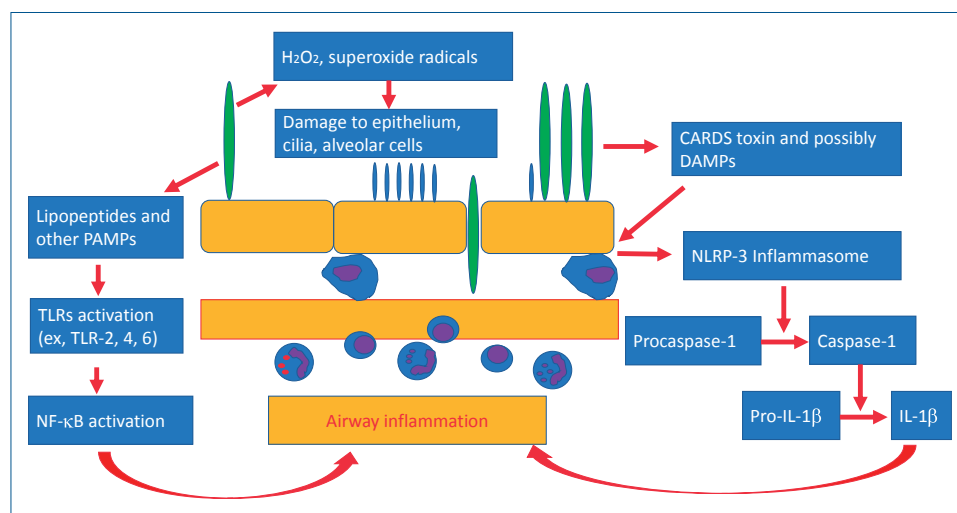 H₂O₂, superoxide radicals
Damage to epithelium,
cilia, alveolar cells
CARDS toxin and possibly
DAMPs
Lipopeptides and
other PAMPs
NLRP-3 Inflammasome
TLRs activation
(ex, TLR-2, 4, 6)
Procaspase-1
Caspase-1
NF-κB activation
Airway inflammation
Pro-IL-1β
IL-1β